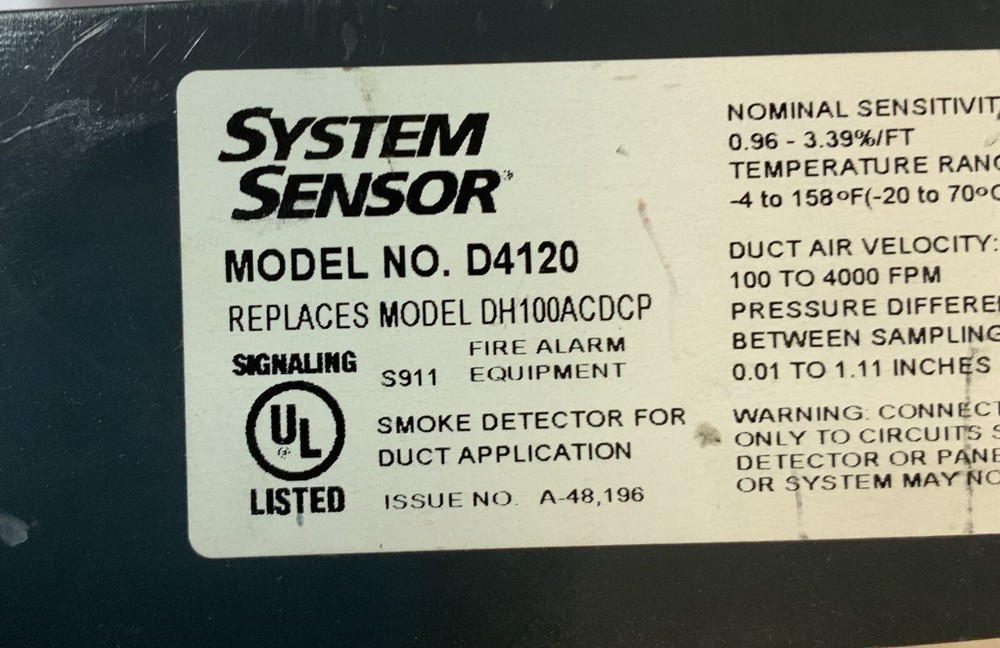 SYSTEM
SENSOR
MODEL NO. D4120
REPLACES MODEL DH100ACDCP
SIGNALING
UL
LISTED
S911
FIRE ALARM
EQUIPMENT
SMOKE DETECTOR FOR
DUCT APPLICATION
ISSUE NO. A-48,196
NOMINAL SENSITIVIT
0.96 - 3.39%/FT
TEMPERATURE RANG
-4 to 158ºF(-20 to 70ºC
DUCT AIR VELOCITY:
100 TO 4000 FPM
PRESSURE DIFFERE
BETWEEN SAMPLING
0.01 TO 1.11 INCHES
WARNING: CONNECT
ONLY TO CIRCUITS S
DETECTOR OR PANE
OR SYSTEM MAY NO